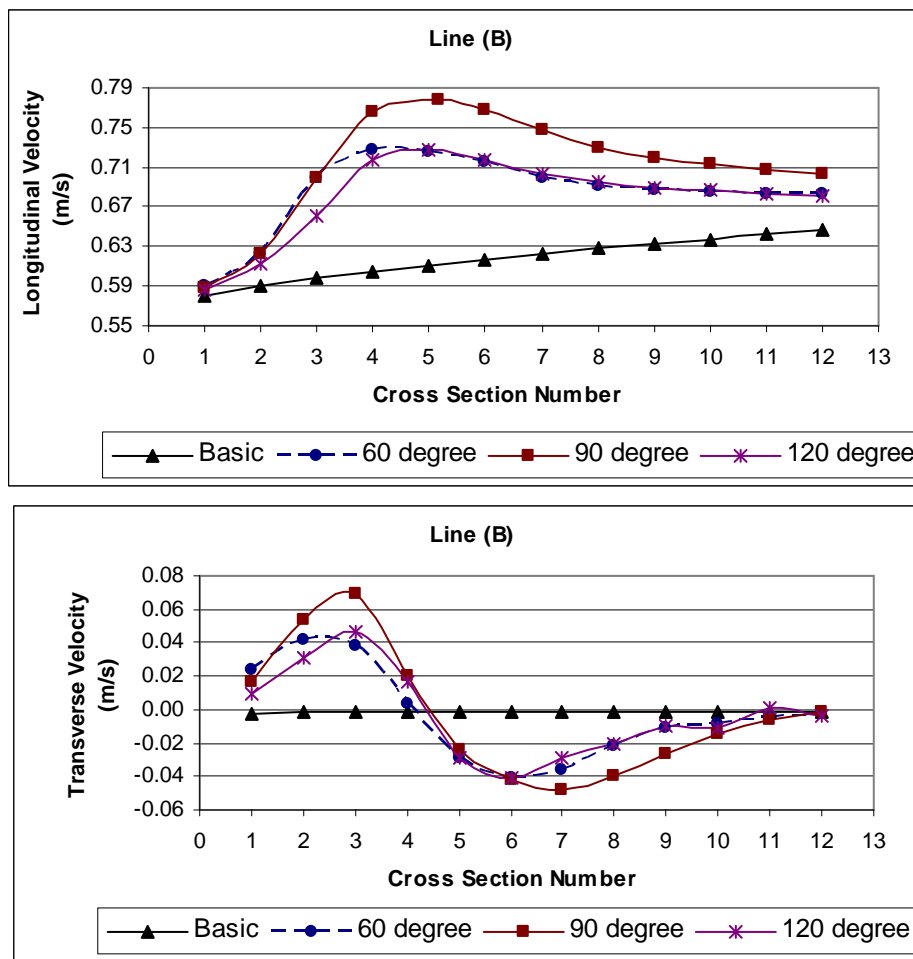 Line (B)
Longitudinal Velocity
(m/s)
0.79
0.75
0.71
0.67
0.63
0.59
0.55
0 1 2 3 4 5 6 7 8 9 10 11 12 13
Cross Section Number
Basic 60 degree 90 degree 120 degree
Line (B)
Transverse Velocity
(m/s)
0.08
0.06
0.04
0.02
0.00
-0.02
-0.04
-0.06
0 1 2 3 4 5 6 7 8 9 10 11 12 13
Cross Section Number
Basic 60 degree 90 degree 120 degree